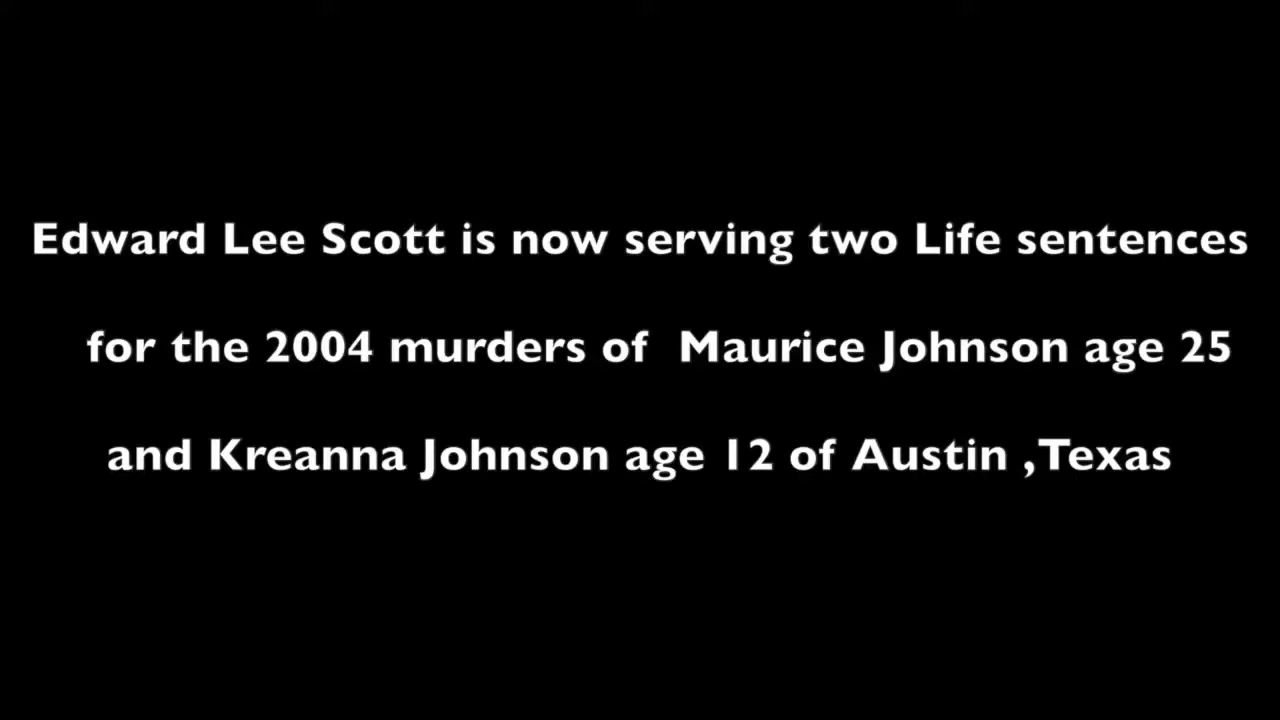 Edward Lee Scott is now serving two Life sentences
for the 2004 murders of  Maurice Johnson age 25
and Kreanna Johnson age 12 of Austin ,Texas